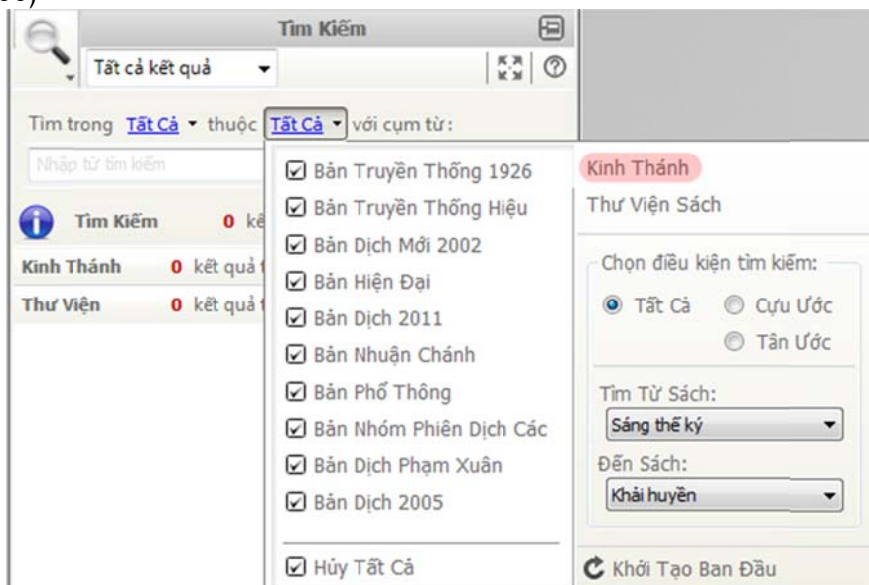 Tìm Kiếm
Tất cả kết quả
Tìm trong Tất Cả thuộc Tất Cả với cụm từ:
Nhập từ tìm kiếm
Tìm Kiếm 0
Kinh Thánh 0 kết quả
Thư Viện 0 kết quả
Bản Truyền Thống 1926
Bản Truyền Thống Hiệu
Bản Dịch Mới 2002
Bản Hiện Đại
Bản Dịch 2011
Bản Nhuận Chánh
Bản Phổ Thông
Bản Nhóm Phiên Dịch Các
Bản Dịch Phạm Xuân
Bản Dịch 2005
Hủy Tất Cả
Kinh Thánh
Thư Viện Sách
Chọn điều kiện tìm kiếm:
Tất Cả Cựu Ước
Tân Ước
Tìm Từ Sách:
Sáng thế ký
Đến Sách:
Khải huyền
Khởi Tạo Ban Đầu